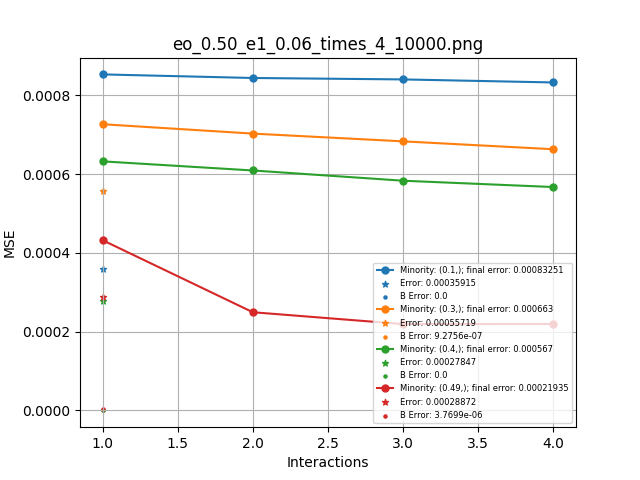 eo_0.50_e1_0.06_times_4_10000.png
MSE
0.0008
0.0006
0.0004
0.0002
0.0000
Minority: (0.1,); final error: 0.00083251
Error: 0.00035915
B Error: 0.0
Minority: (0.3,); final error: 0.000663
Error: 0.00055719
B Error: 9.2756e-07
Minority: (0.4,); final error: 0.000567
Error: 0.00027847
B Error: 0.0
Minority: (0.49,); final error: 0.00021935
Error: 0.00028872
B Error: 3.7699e-06
1.0 1.5 2.0 2.5 3.0 3.5 4.0
Interactions